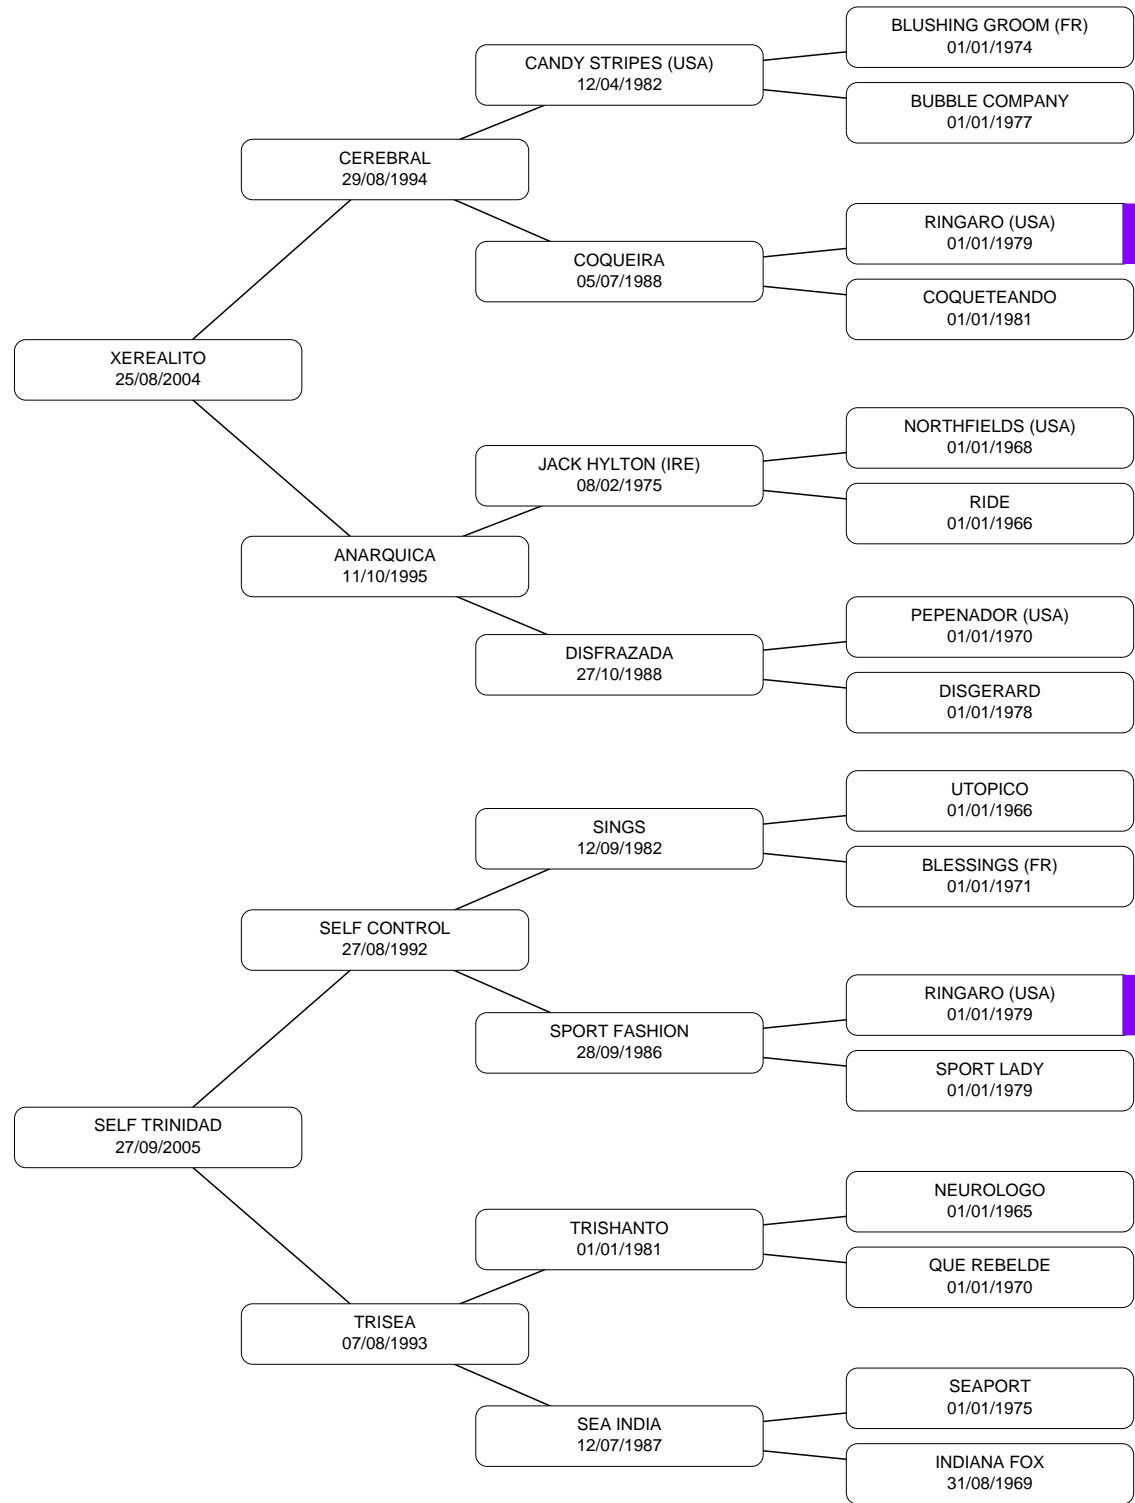 BLUSHING GROOM (FR)
01/01/1974
CANDY STRIPES (USA)
12/04/1982
BUBBLE COMPANY
01/01/1977
CEREBRAL
29/08/1994
RINGARO (USA)
01/01/1979
COQUEIRA
05/07/1988
COQUETEANDO
01/01/1981
XEREALITO
25/08/2004
NORTHFIELDS (USA)
01/01/1968
JACK HYLTON (IRE)
08/02/1975
RIDE
01/01/1966
ANARQUICA
11/10/1995
PEPENADOR (USA)
01/01/1970
DISFRAZADA
27/10/1988
DISGERARD
01/01/1978
UTOPICO
01/01/1966
SINGS
12/09/1982
BLESSINGS (FR)
01/01/1971
SELF CONTROL
27/08/1992
RINGARO (USA)
01/01/1979
SPORT FASHION
28/09/1986
SPORT LADY
01/01/1979
SELF TRINIDAD
27/09/2005
NEUROLOGO
01/01/1965
TRISHANTO
01/01/1981
QUE REBELDE
01/01/1970
TRISEA
07/08/1993
SEAPORT
01/01/1975
SEA INDIA
12/07/1987
INDIANA FOX
31/08/1969